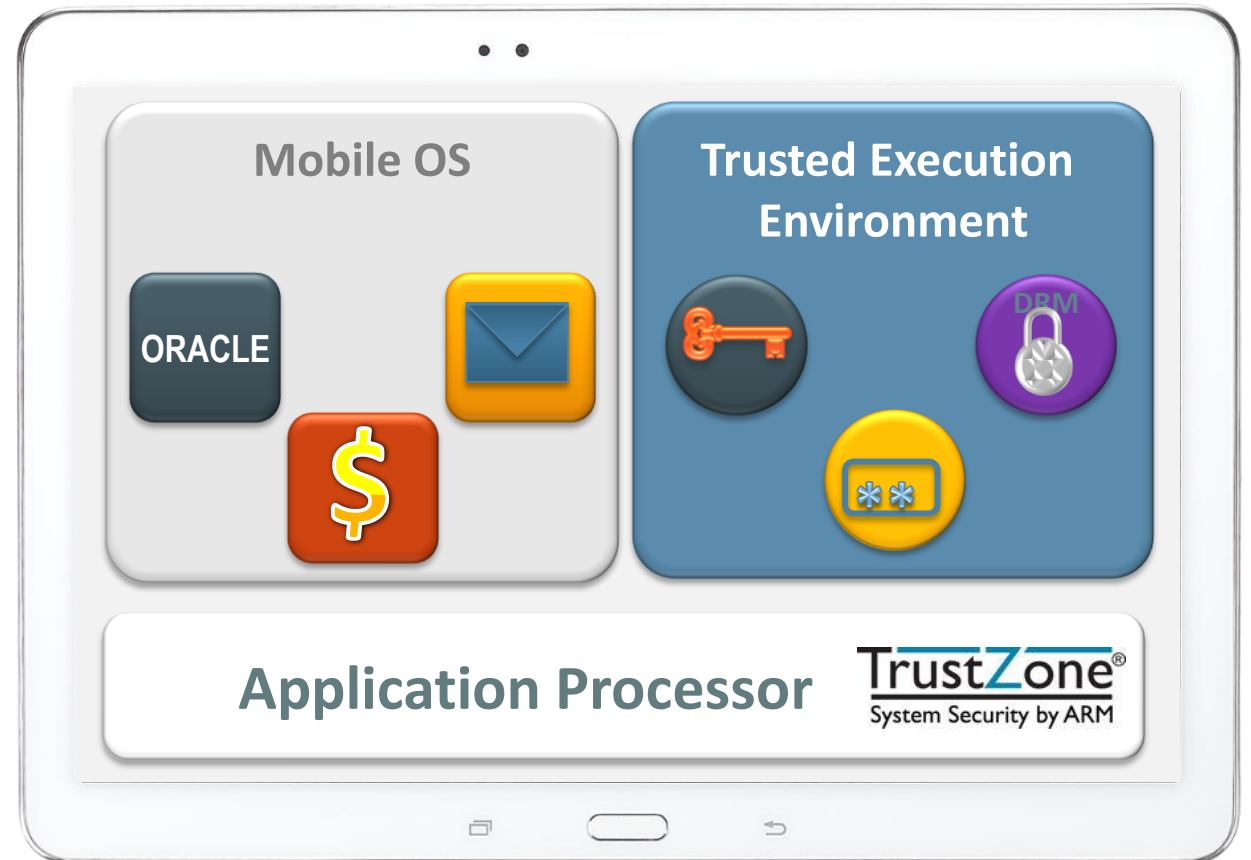 Mobile OS
Trusted Execution
Environment
ORACLE
$
DRM
**
Application Processor
TrustZone®
System Security by ARM